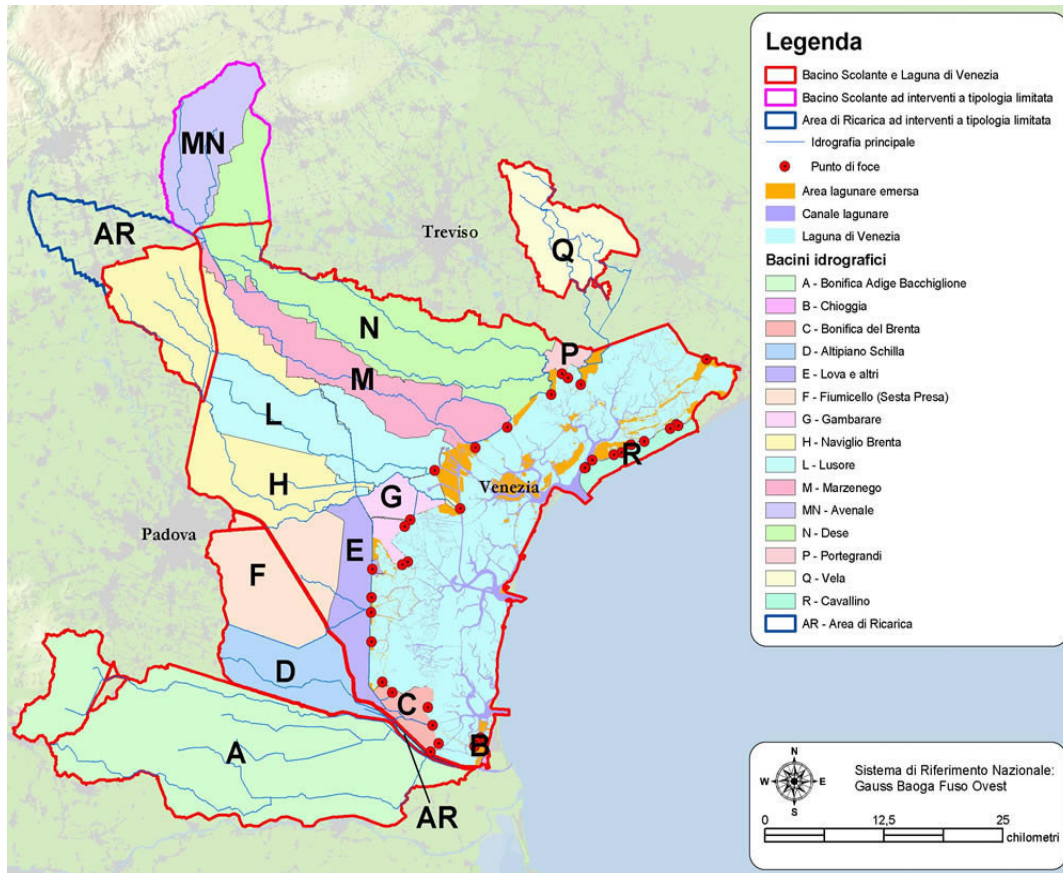 MN
AR
Treviso
Q
N
P
M
L
R
H
G
Venezia
Padova
E
F
D
C
A
B
AR
Legenda
Bacino Scolante e Laguna di Venezia
Bacino Scolante ad interventi a tipologia limitata
Area di Ricarica ad interventi a tipologia limitata
Idrografia principale
Punto di foce
Area lagunare emersa
Canale lagunare
Laguna di Venezia
Bacini idrografici
A - Bonifica Adige Bacchiglione
B - Chioggia
C - Bonifica del Brenta
D - Altipiano Schilla
E - Lova e altri
F - Fiumicello (Sesta Presa)
G - Gambarare
H - Naviglio Brenta
L - Lusore
M - Marzenego
MN - Avenale
N - Dese
P - Portegrandi
Q - Vela
R - Cavallino
AR - Area di Ricarica
N
W E
S
Sistema di Riferimento Nazionale:
Gauss Baoga Fuso Ovest
0 12,5 25
chilometri